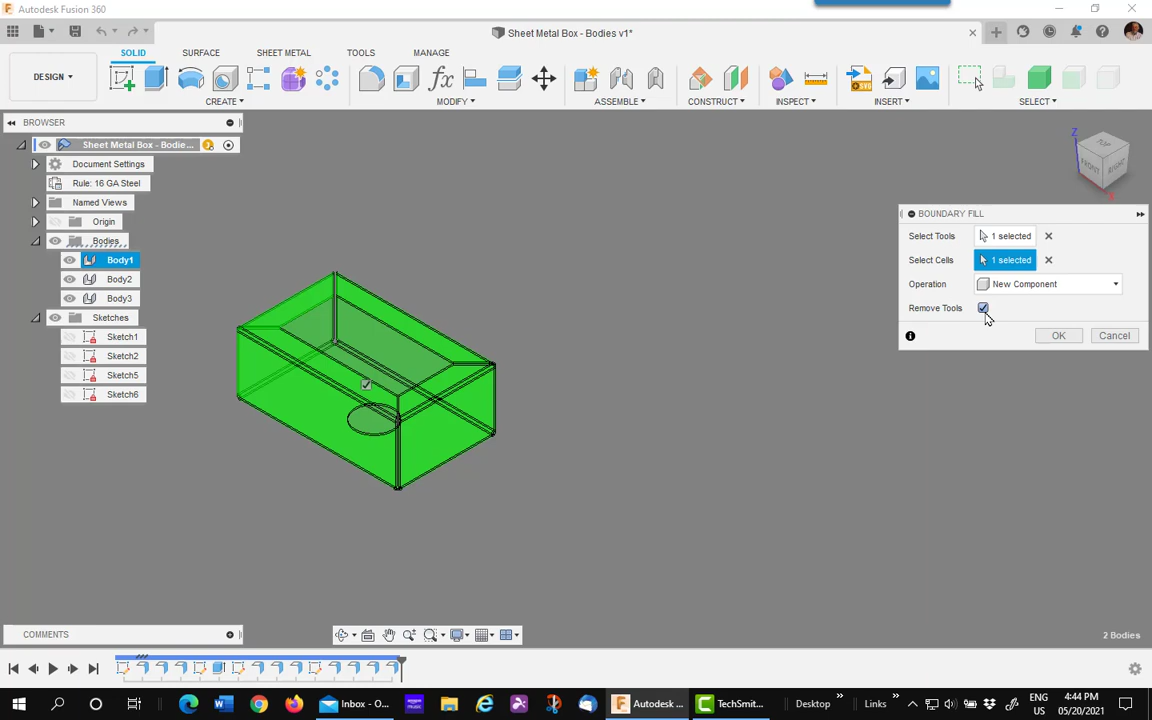 Autodesk Fusion 360
Sheet Metal Box - Bodies v1*
SOLID SURFACE SHEET METAL TOOLS MANAGE
DESIGN
CREATE MODIFY ASSEMBLE CONSTRUCT INSPECT INSERT SELECT
BROWSER
Sheet Metal Box - Bodie...
Document Settings
Rule: 16 GA Steel
Named Views
Origin
Bodies
Body1
Body2
Body3
Sketches
Sketch1
Sketch2
Sketch5
Sketch6
Z
TOP
FRONT RIGHT
X
BOUNDARY FILL
Select Tools 1 selected
Select Cells 1 selected
Operation New Component
Remove Tools
OK Cancel
COMMENTS
2 Bodies
Inbox - O...
Autodesk ...
TechSmit...
Desktop
Links
ENG
US
4:44 PM
05/20/2021